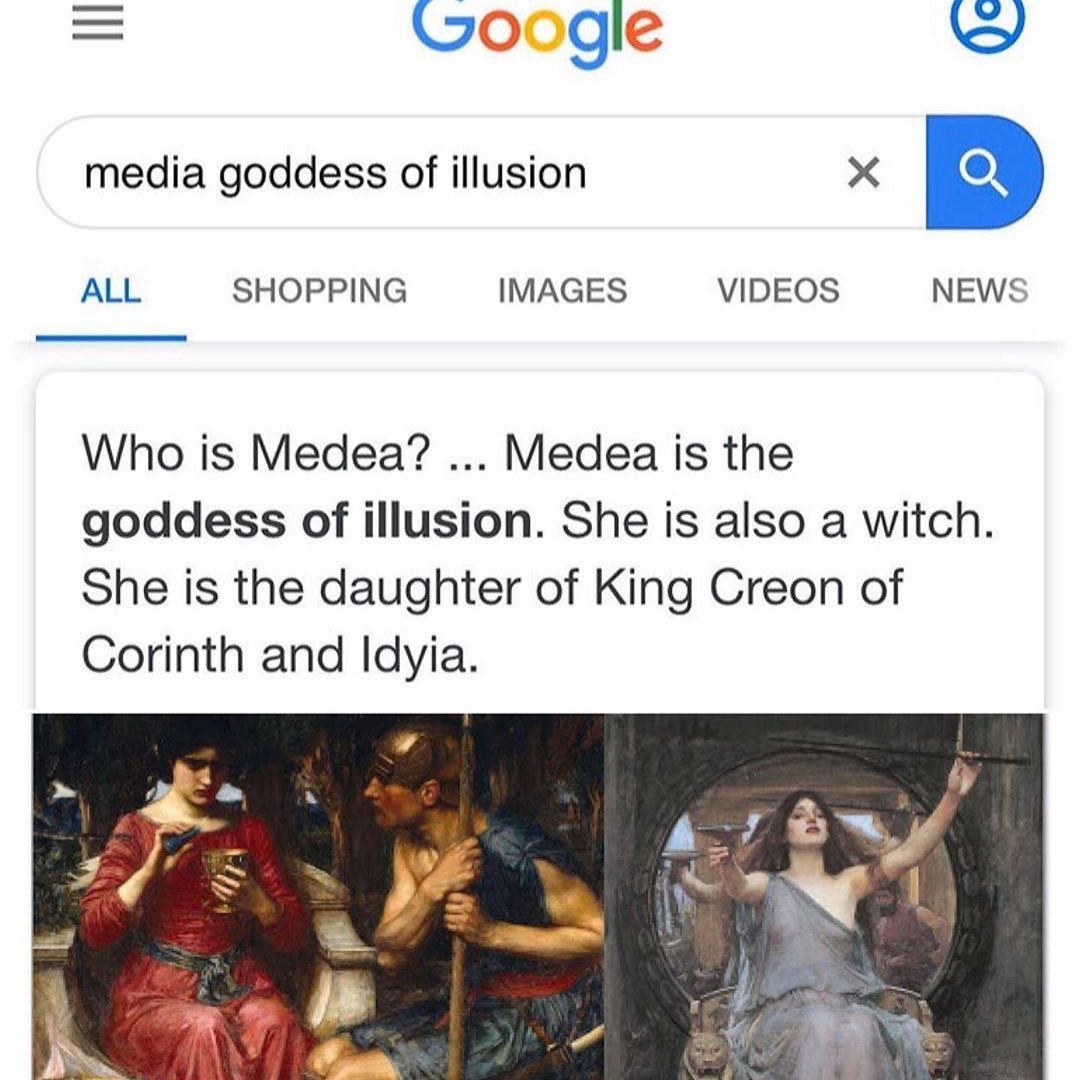 Google
media goddess of illusion
ALL SHOPPING IMAGES VIDEOS NEWS
Who is Medea? ... Medea is the
goddess of illusion. She is also a witch.
She is the daughter of King Creon of
Corinth and Idyia.